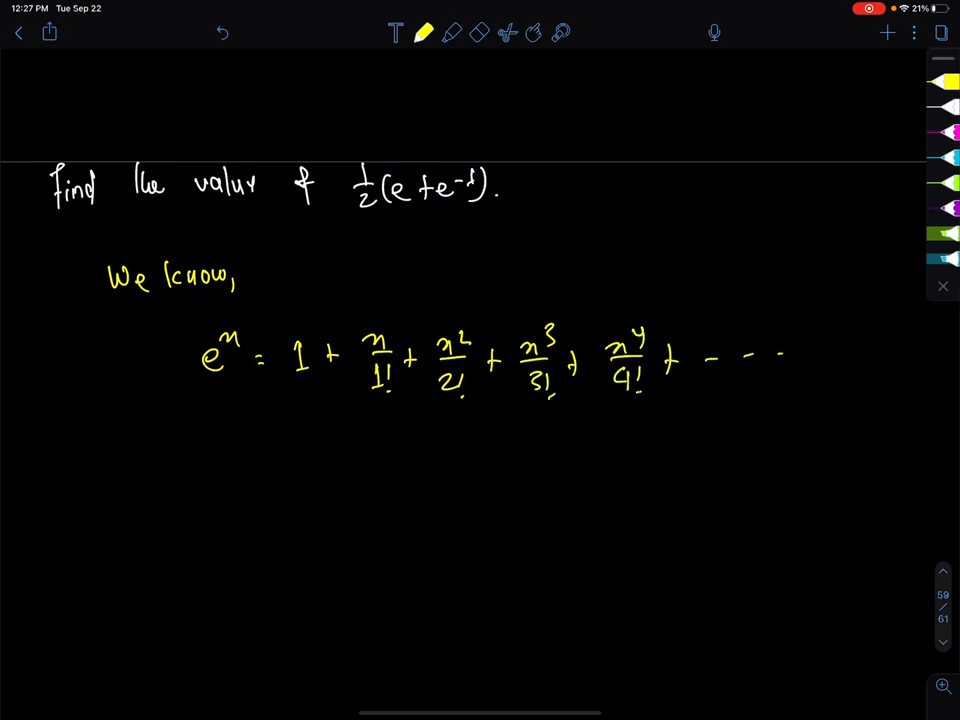 12:27 PM Tue Sep 22
21%
Find the value of 1/2 (e + e^-1).
We know,
e^x = 1 + x/1! + x^2/2! + x^3/3! + x^4/4! + - - -
59
/
61